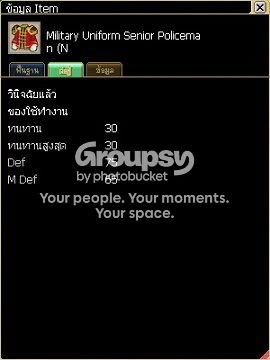 ข้อมูล Item
Military Uniform Senior Policema
n (N
พื้นฐาน
ข้อมูล
วินิจฉัยแล้ว
ของใช้ทำงาน
ทนทาน 30
ทนทานสูงสุด 30
Def 75
M Def 65
Groupsy
by photobucket
Your people. Your moments.
Your space.